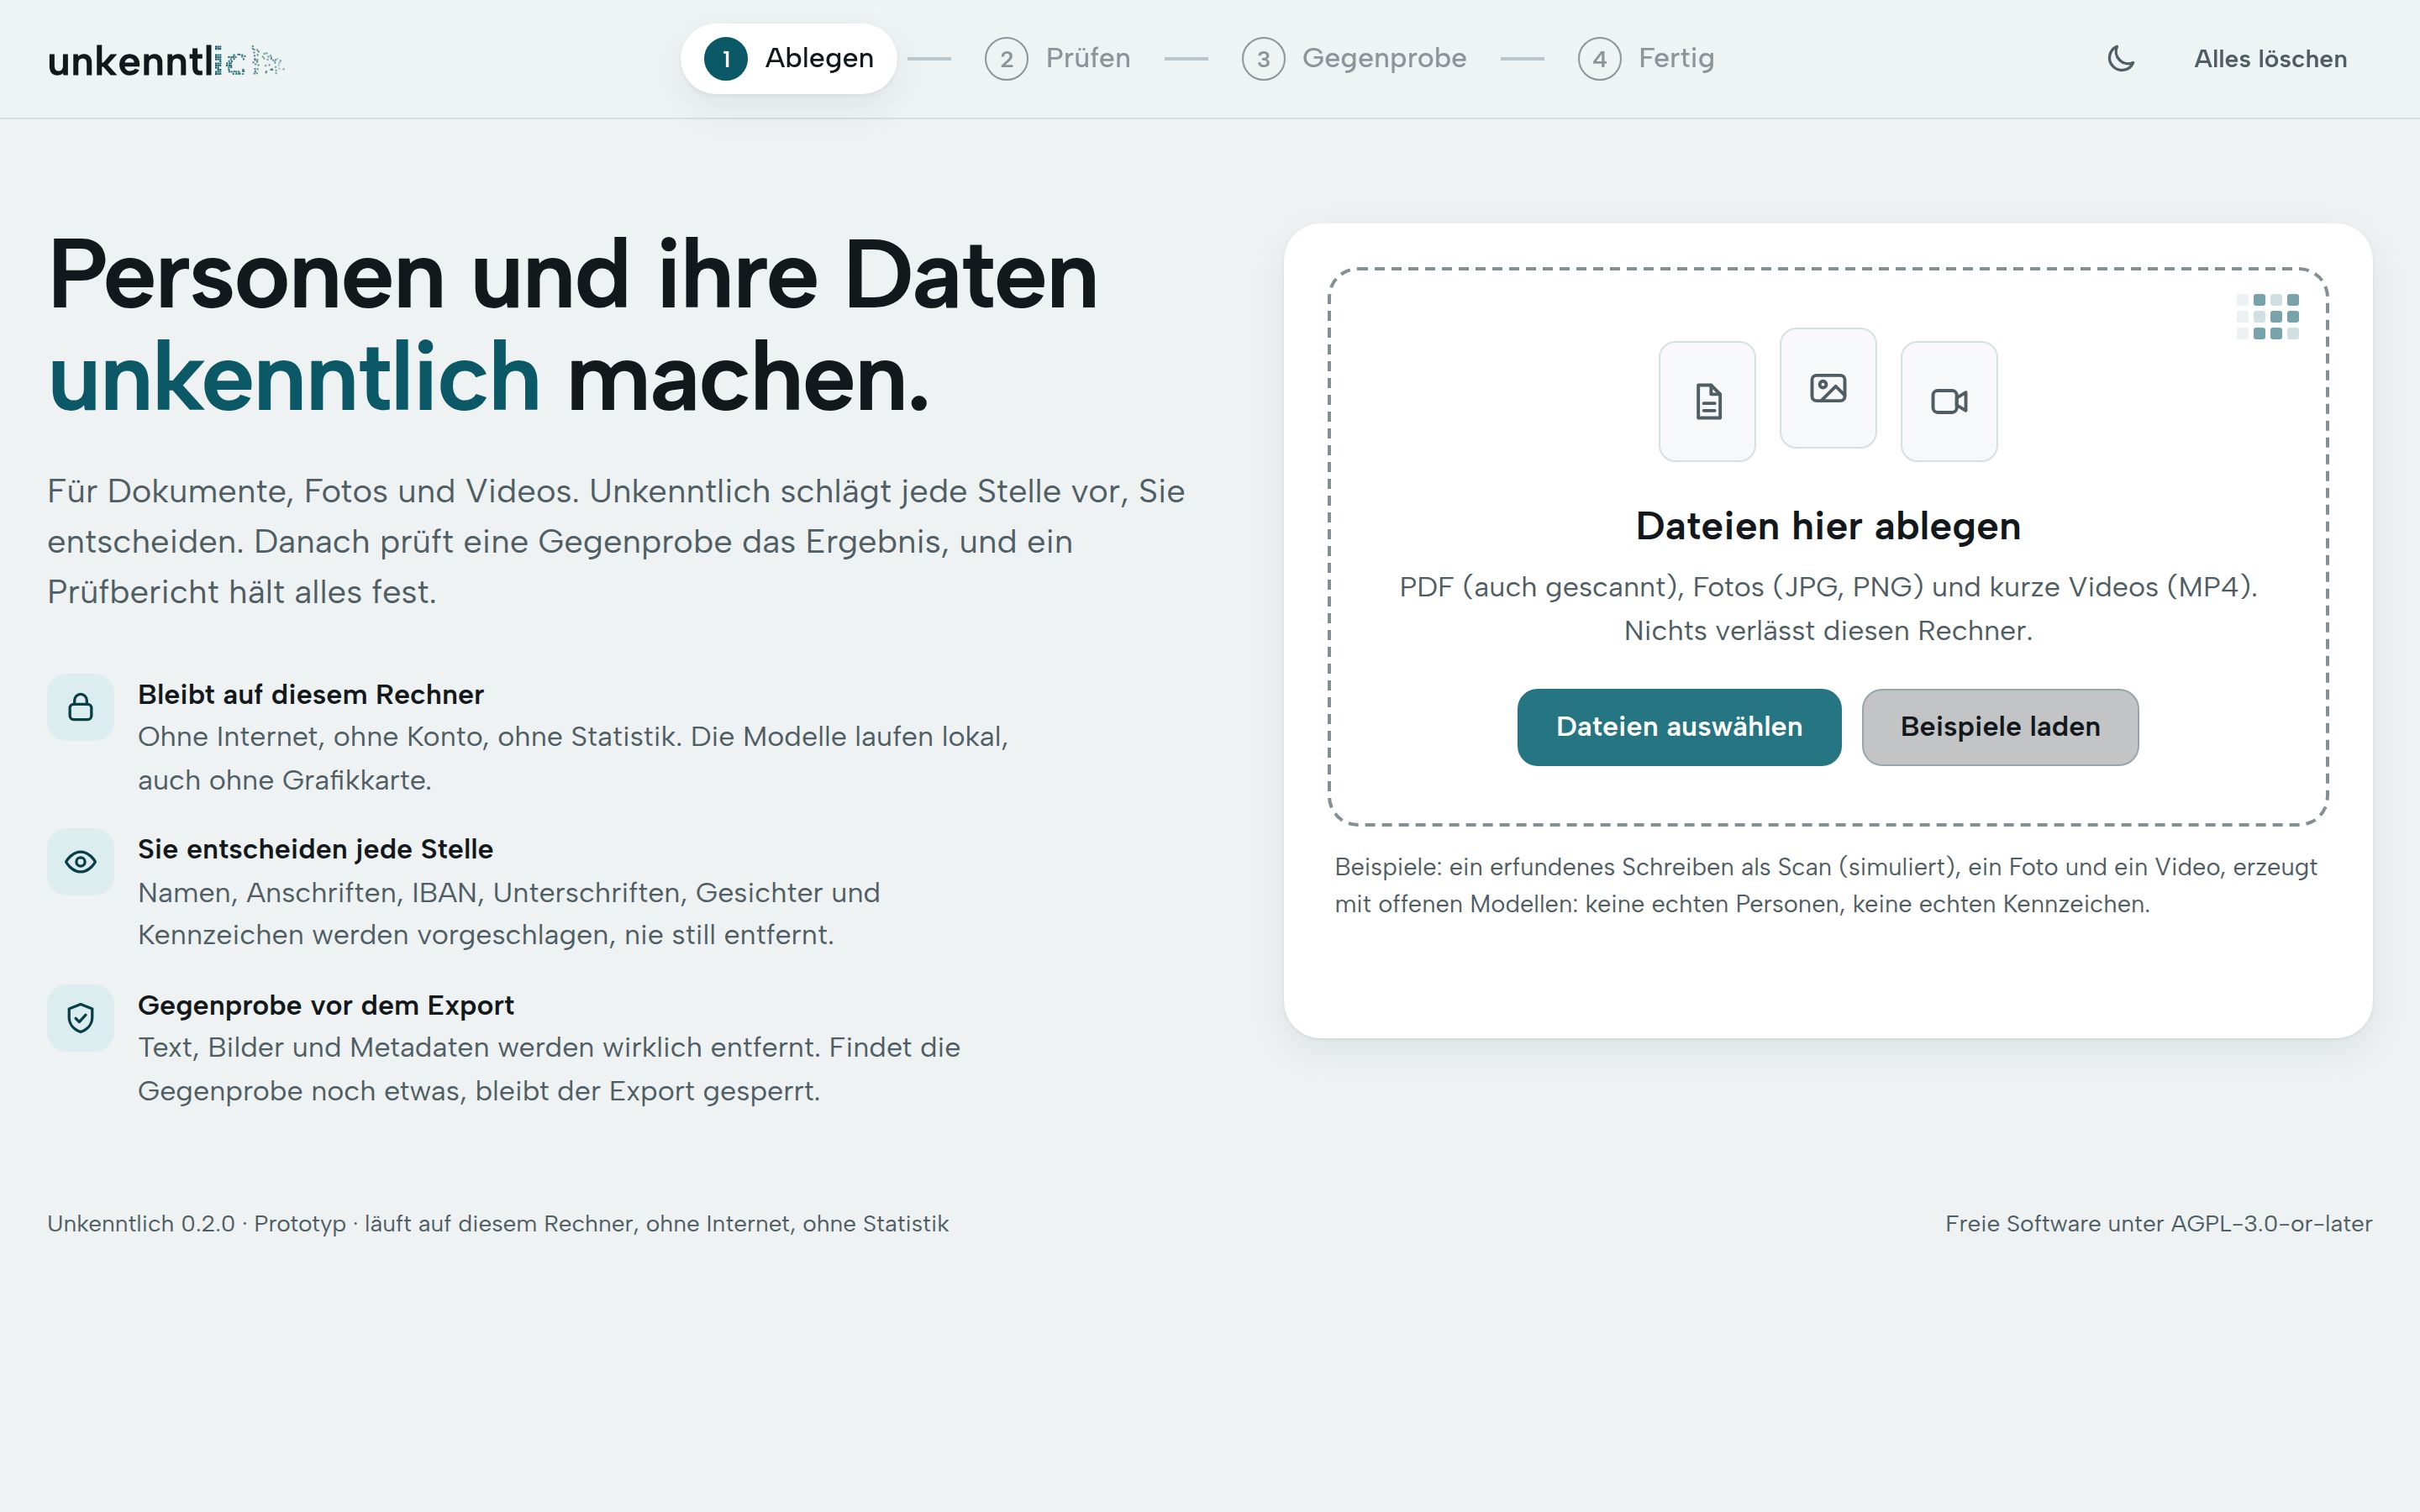 unkenntlich
1 Ablegen
2 Prüfen
3 Gegenprobe
4 Fertig
Alles löschen
Personen und ihre Daten
unkenntlich machen.
Für Dokumente, Fotos und Videos. Unkenntlich schlägt jede Stelle vor, Sie
entscheiden. Danach prüft eine Gegenprobe das Ergebnis, und ein
Prüfbericht hält alles fest.
Bleibt auf diesem Rechner
Ohne Internet, ohne Konto, ohne Statistik. Die Modelle laufen lokal,
auch ohne Grafikkarte.
Sie entscheiden jede Stelle
Namen, Anschriften, IBAN, Unterschriften, Gesichter und
Kennzeichen werden vorgeschlagen, nie still entfernt.
Gegenprobe vor dem Export
Text, Bilder und Metadaten werden wirklich entfernt. Findet die
Gegenprobe noch etwas, bleibt der Export gesperrt.
Dateien hier ablegen
PDF (auch gescannt), Fotos (JPG, PNG) und kurze Videos (MP4).
Nichts verlässt diesen Rechner.
Dateien auswählen
Beispiele laden
Beispiele: ein erfundenes Schreiben als Scan (simuliert), ein Foto und ein Video, erzeugt
mit offenen Modellen: keine echten Personen, keine echten Kennzeichen.
Unkenntlich 0.2.0 · Prototyp · läuft auf diesem Rechner, ohne Internet, ohne Statistik
Freie Software unter AGPL-3.0-or-later